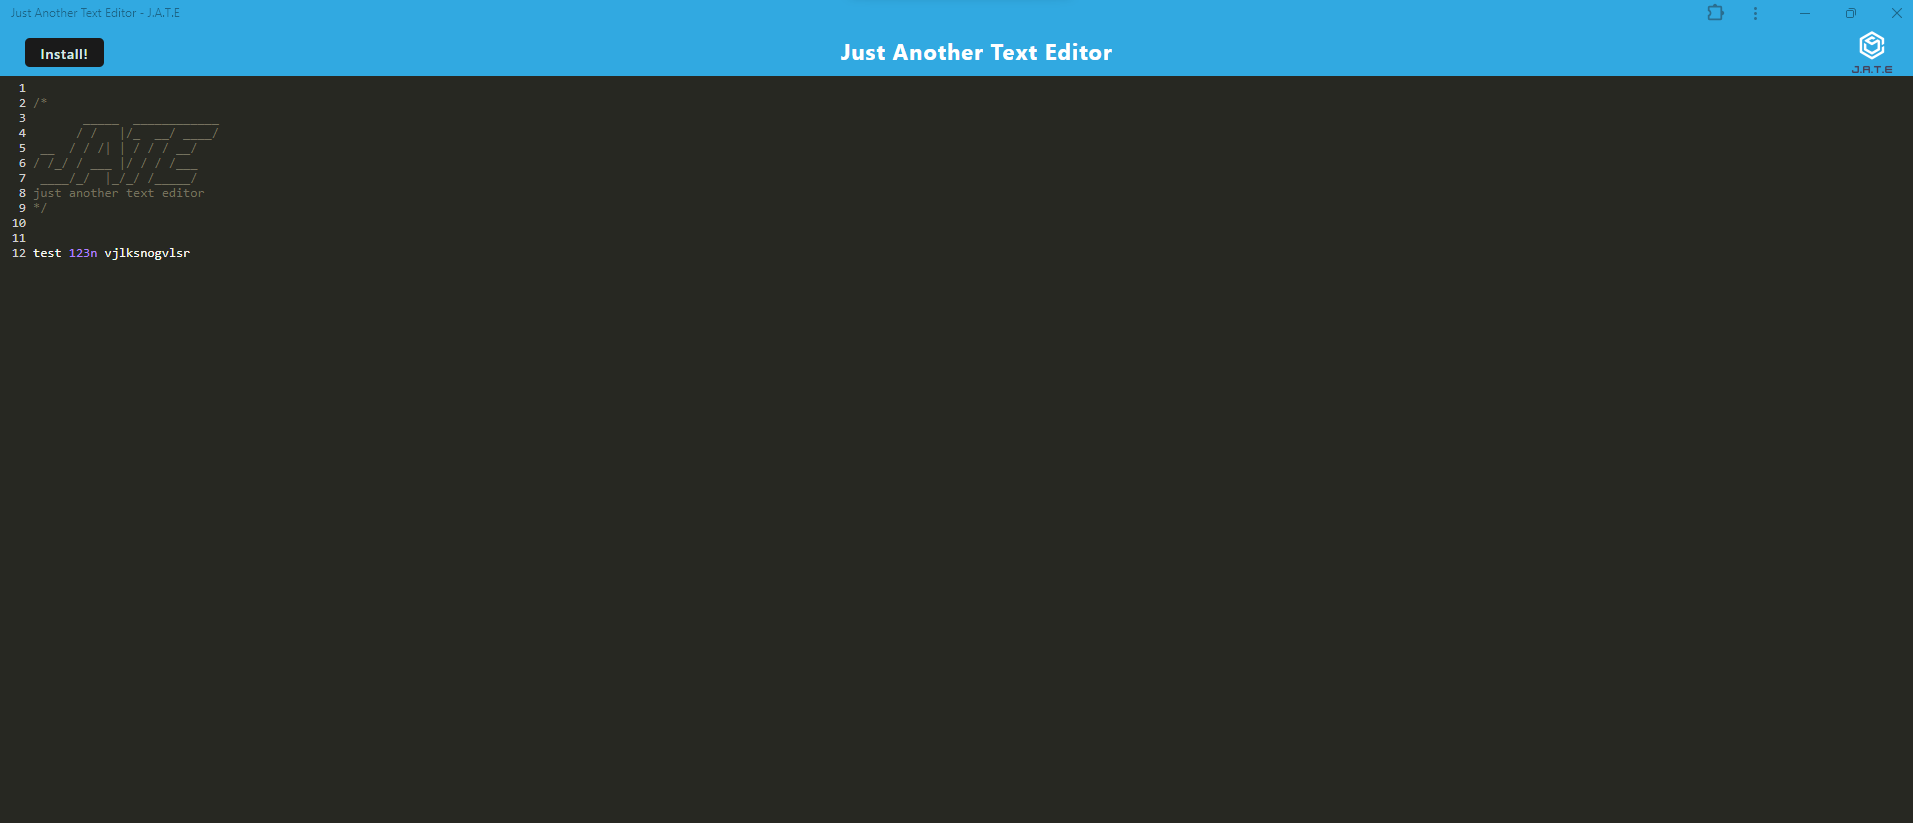 Just Another Text Editor - J.A.T.E
Install!
Just Another Text Editor
J.A.T.E
1
2 /*
3        _____  ____________
4       / /   |/_  __/ ____/
5  __  / / /| | / / / __/
6 / /_/ / ___ |/ / / /___
7  ____/_/  |_/_/ /_____/
8 just another text editor
9 */
10
11
12 test 123n vjlksnogvlsr